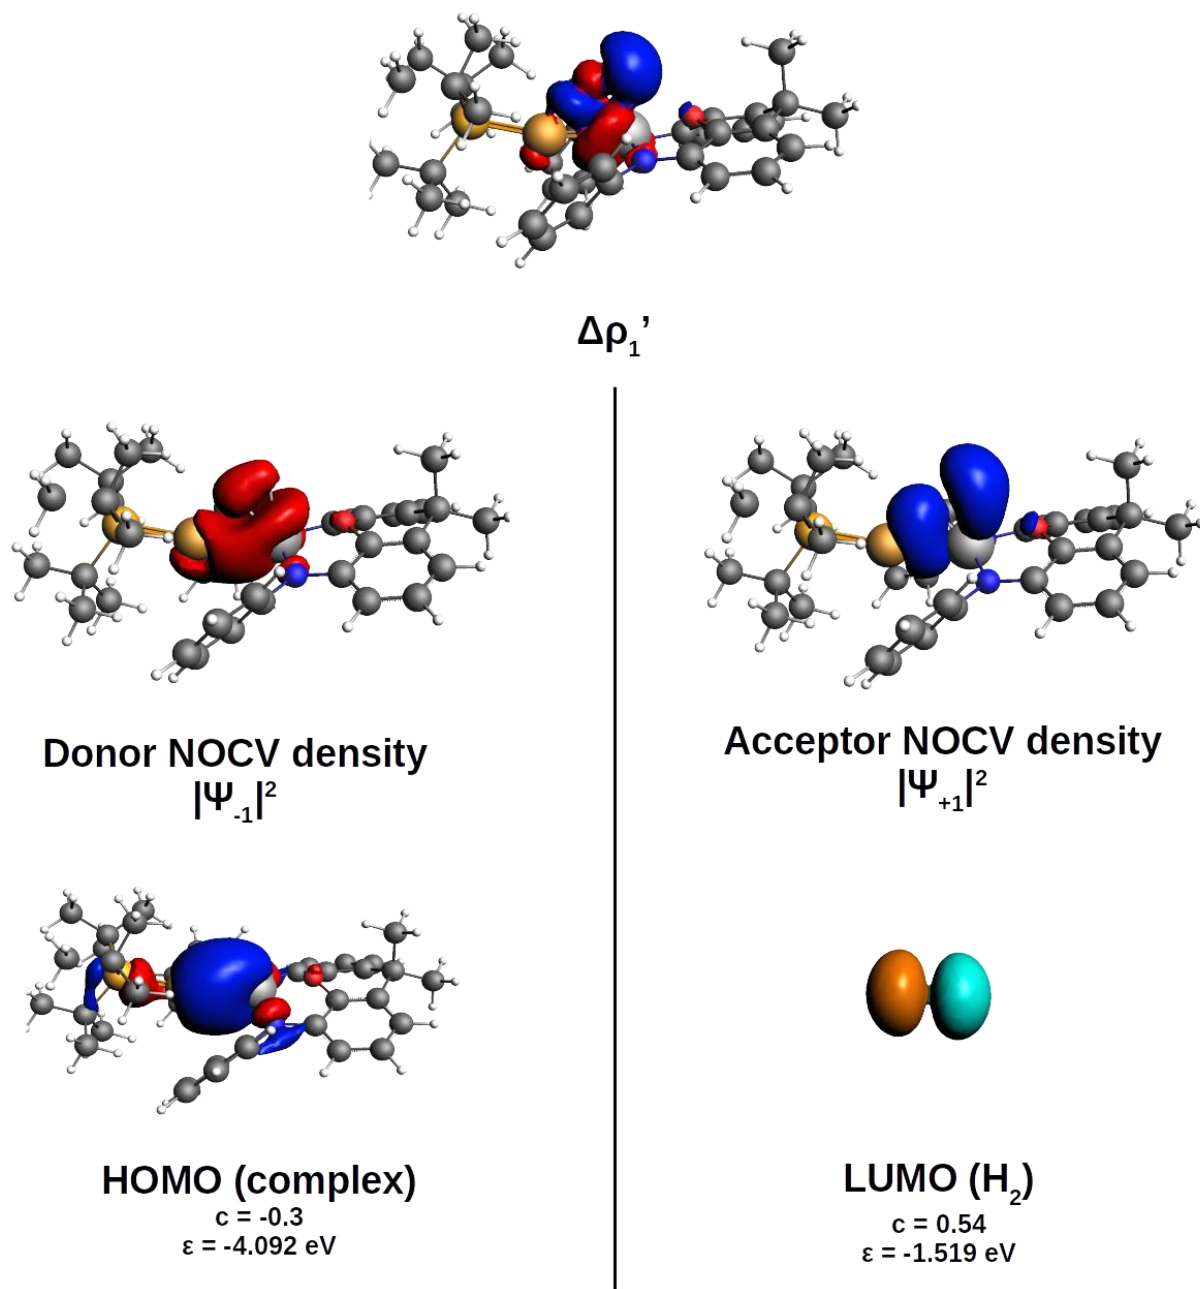 Δρ₁’
Donor NOCV density
|Ψ₋₁|²
Acceptor NOCV density
|Ψ₊₁|²
HOMO (complex)
c = -0.3
ε = -4.092 eV
LUMO (H₂)
c = 0.54
ε = -1.519 eV